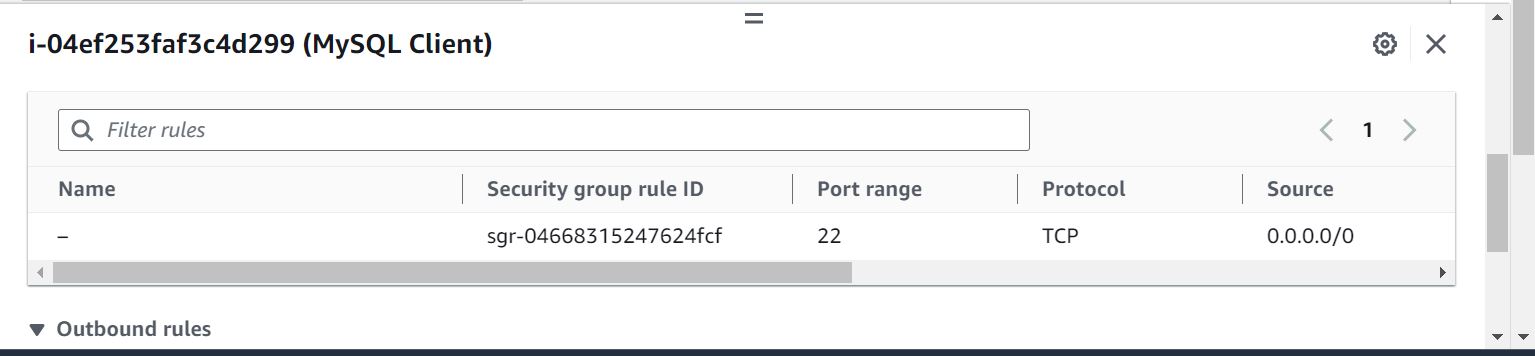 i-04ef253faf3c4d299 (MySQL Client)
Filter rules
1
Name Security group rule ID Port range Protocol Source
– sgr-04668315247624fcf 22 TCP 0.0.0.0/0
Outbound rules